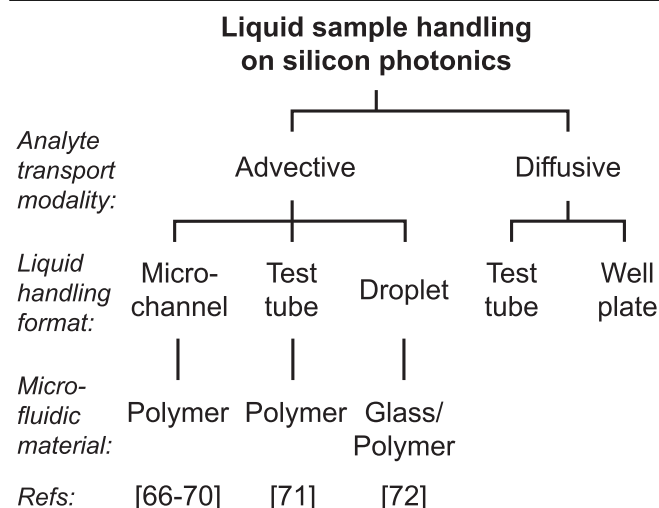 Liquid sample handling
on silicon photonics
Analyte
transport
modality:
Advective
Diffusive
Liquid
handling
format:
Micro-
channel
Test
tube
Droplet
Test
tube
Well
plate
Micro-
fluidic
material:
Polymer
Polymer
Glass/
Polymer
Refs:
[66-70]
[71]
[72]